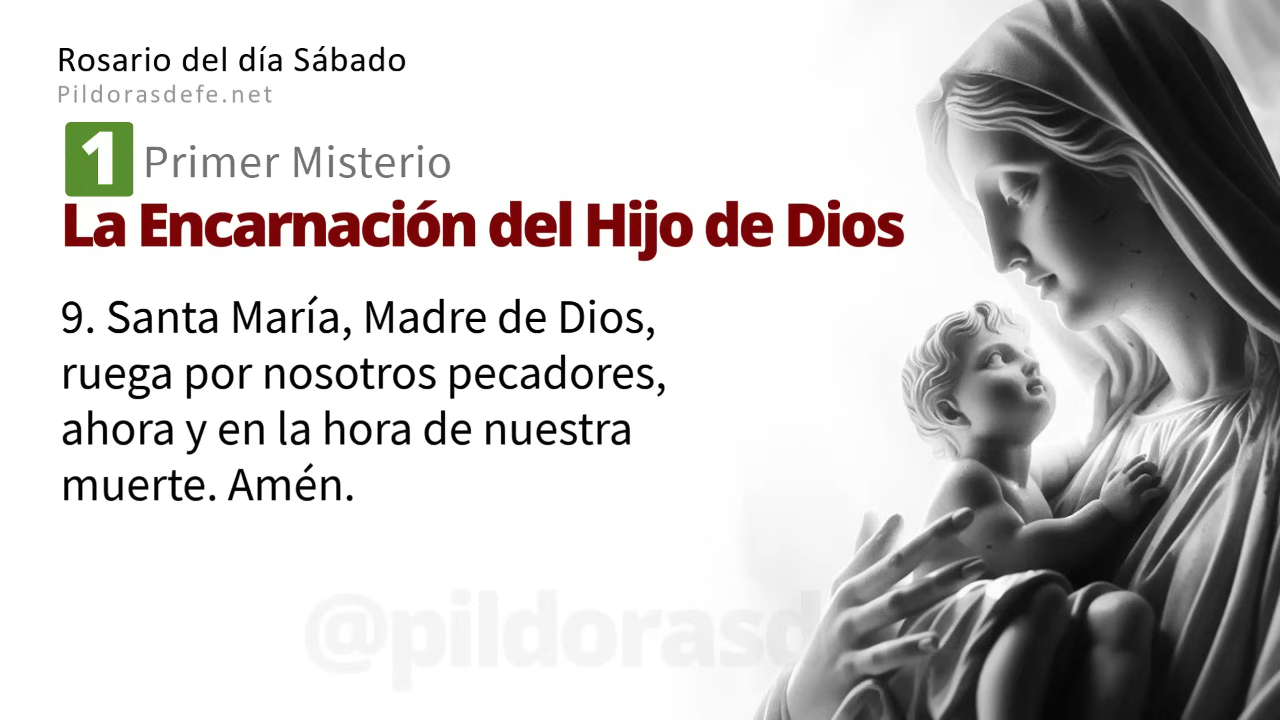 Rosario del día Sábado
Pildorasdefe.net
1 Primer Misterio
La Encarnación del Hijo de Dios
9. Santa María, Madre de Dios,
ruega por nosotros pecadores,
ahora y en la hora de nuestra
muerte. Amén.
@pildorasd